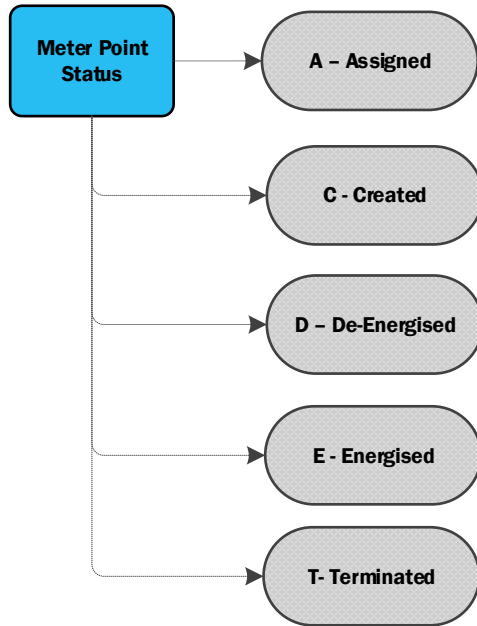 Meter Point
Status
A – Assigned
C - Created
D – De-Energised
E - Energised
T- Terminated